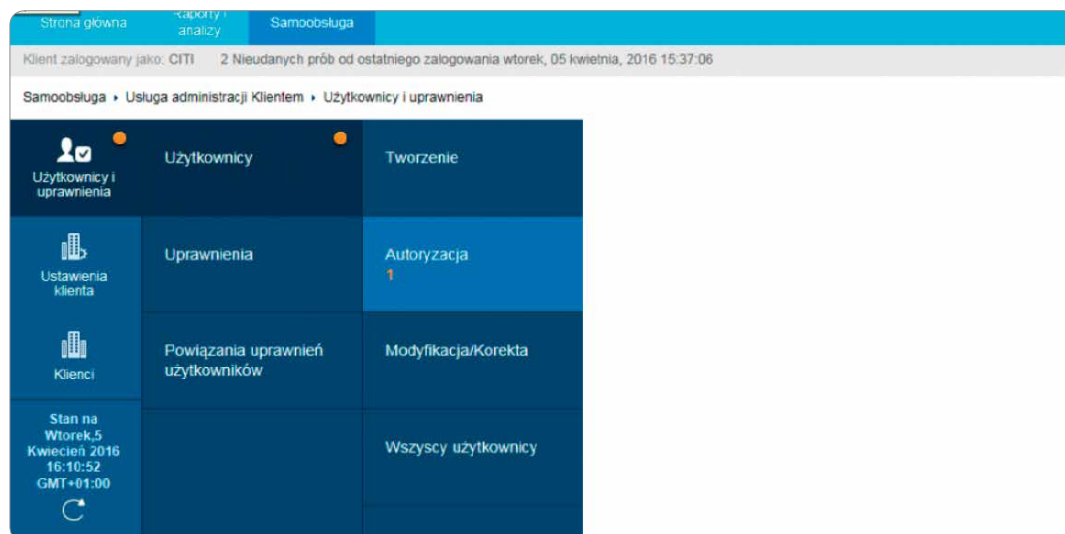 Strona główna
Raporty i
analizy
Samoobsługa
Klient zalogowany jako: CITI 2 Nieudanych prób od ostatniego zalogowania wtorek, 05 kwietnia, 2016 15:37:06
Samoobsługa ▸ Usługa administracji Klientem ▸ Użytkownicy i uprawnienia
Użytkownicy i
uprawnienia
Użytkownicy
Tworzenie
Ustawienia
klienta
Uprawnienia
Autoryzacja
1
Klienci
Powiązania uprawnień
użytkowników
Modyfikacja/Korekta
Stan na
Wtorek,5
Kwiecień 2016
16:10:52
GMT+01:00
Wszyscy użytkownicy